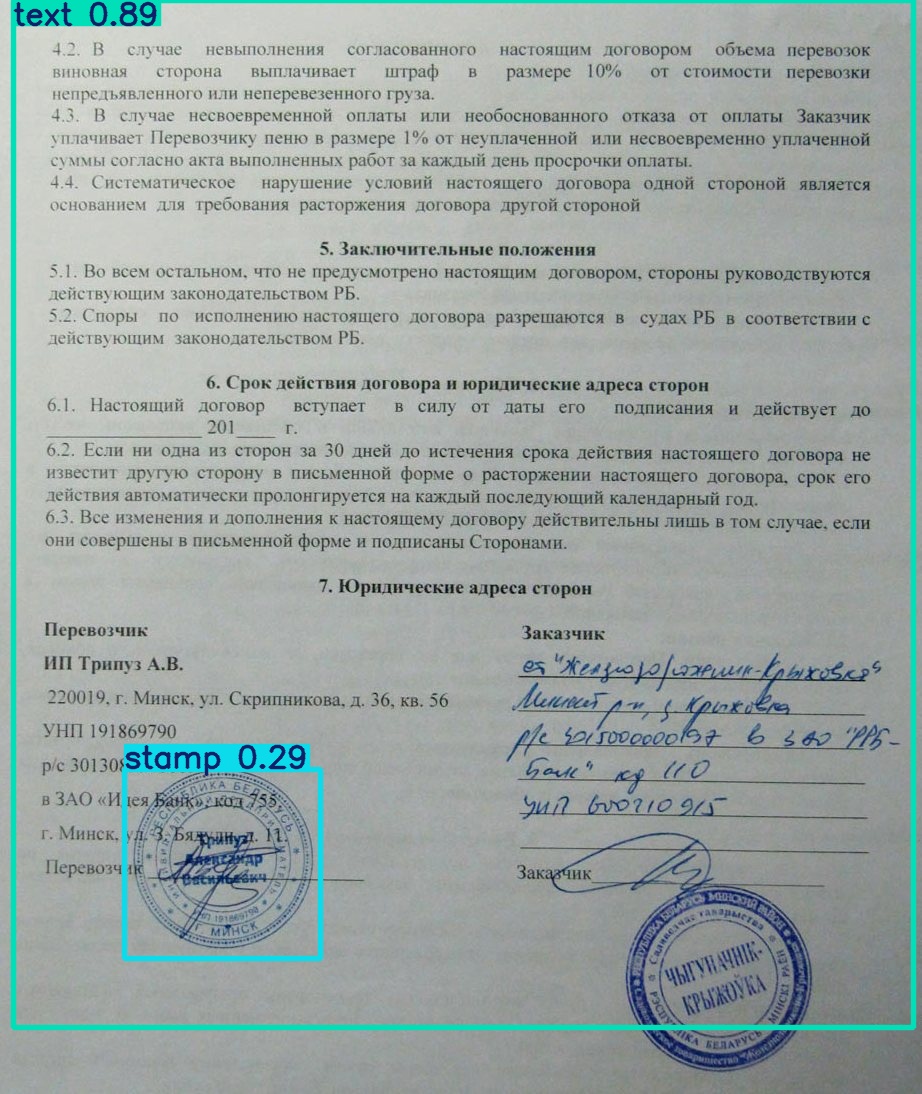 text 0.89
4.2. В случае невыполнения согласованного настоящим договором объема перевозок
виновная сторона выплачивает штраф в размере 10% от стоимости перевозки
непредъявленного или неперевезенного груза.
4.3. В случае несвоевременной оплаты или необоснованного отказа от оплаты Заказчик
уплачивает Перевозчику пеню в размере 1% от неуплаченной или несвоевременно уплаченной
суммы согласно акта выполненных работ за каждый день просрочки оплаты.
4.4. Систематическое нарушение условий настоящего договора одной стороной является
основанием для требования расторжения договора другой стороной
5. Заключительные положения
5.1. Во всем остальном, что не предусмотрено настоящим договором, стороны руководствуются
действующим законодательством РБ.
5.2. Споры по исполнению настоящего договора разрешаются в судах РБ в соответствии с
действующим законодательством РБ.
6. Срок действия договора и юридические адреса сторон
6.1. Настоящий договор вступает в силу от даты его подписания и действует до
________________ 201____ г.
6.2. Если ни одна из сторон за 30 дней до истечения срока действия настоящего договора не
известит другую сторону в письменной форме о расторжении настоящего договора, срок его
действия автоматически пролонгируется на каждый последующий календарный год.
6.3. Все изменения и дополнения к настоящему договору действительны лишь в том случае, если
они совершены в письменной форме и подписаны Сторонами.
7. Юридические адреса сторон
Перевозчик
ИП Трипуз А.В.
220019, г. Минск, ул. Скрипникова, д. 36, кв. 56
УНП 191869790
р/с 301308
stamp 0.29
в ЗАО «Идея Банк», код 755,
г. Минск, ул. З. Бядули, д. 11.
Перевозчик
РЕСПУБЛИКА БЕЛАРУСЬ
ИНДИВИДУАЛЬНЫЙ ПРЕДПРИНИМАТЕЛЬ
Трипуз
Александр
Васильевич
УНП 191869790
Г. МИНСК
Заказчик
"Железнодорожник-Крыжовка"
р-н, Крыжовка
р/с в ЗАО "РРБ-
Банк" код 110
УНП 600210915
Заказчик
ЧЫГУНАЧНІК-
КРЫЖОЎКА
Садаводчае таварыства
РЭСПУБЛІКА БЕЛАРУСЬ МІНСКІ РАЕН